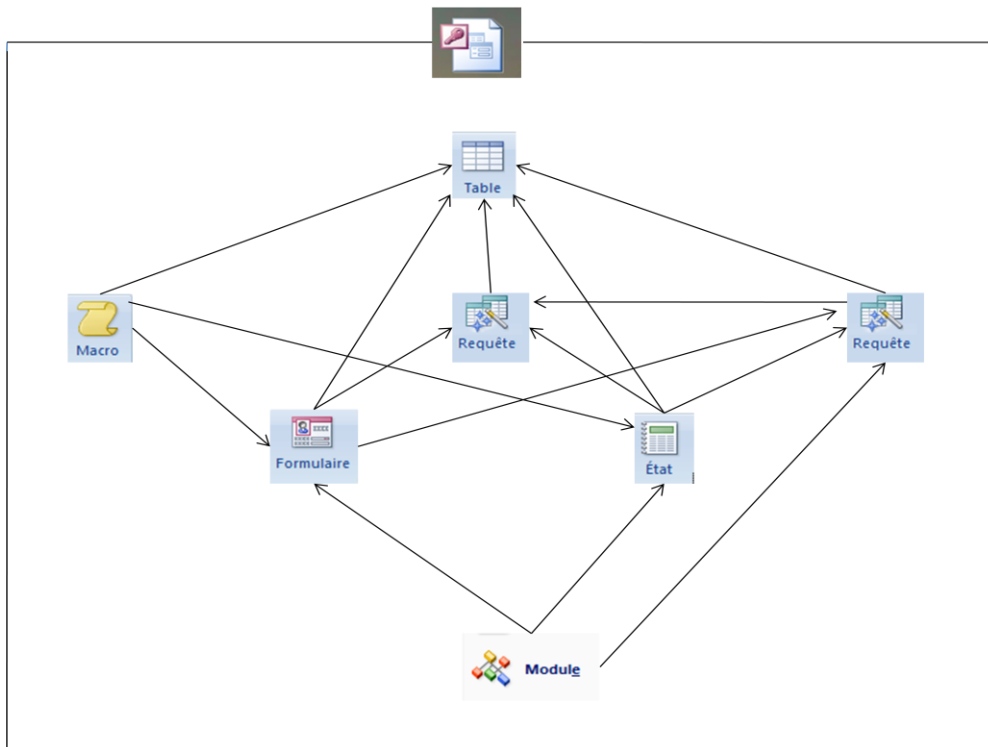 Table
Macro
Requête
Requête
Formulaire
État
Module